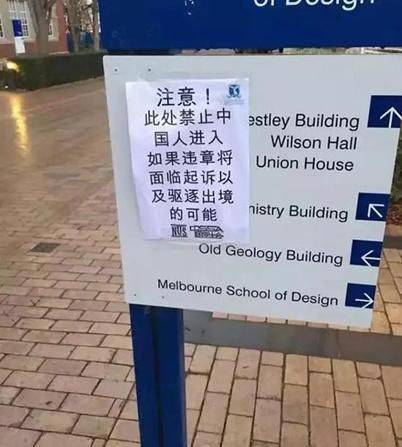 of Design
注意！
此处禁止中
国人进入
如果违章将
面临起诉以
及驱逐出境
的可能
estley Building
Wilson Hall
Union House
istry Building
Old Geology Building
Melbourne School of Design